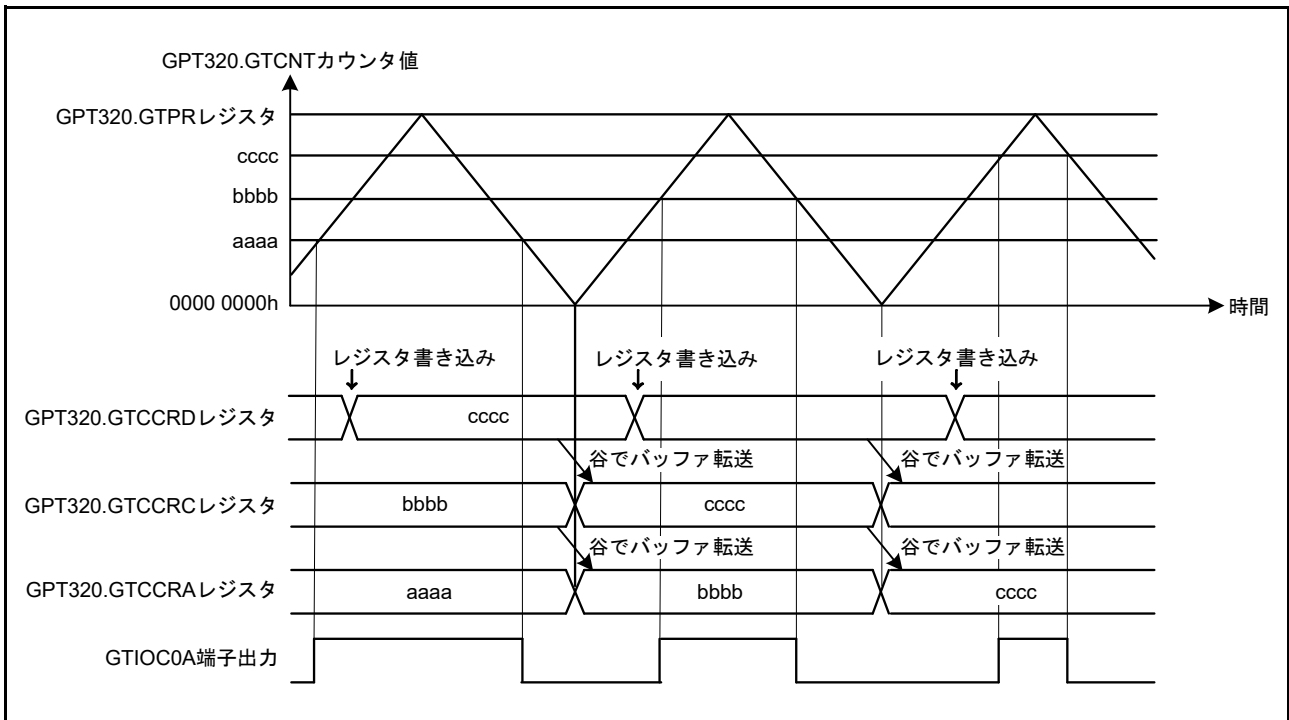 GPT320.GTCNTカウンタ値
GPT320.GTPRレジスタ
cccc
bbbb
aaaa
0000 0000h
時間
レジスタ書き込み レジスタ書き込み レジスタ書き込み
GPT320.GTCCRDレジスタ cccc
谷でバッファ転送 谷でバッファ転送
GPT320.GTCCRCレジスタ bbbb cccc
谷でバッファ転送 谷でバッファ転送
GPT320.GTCCRAレジスタ aaaa bbbb cccc
GTIOC0A端子出力